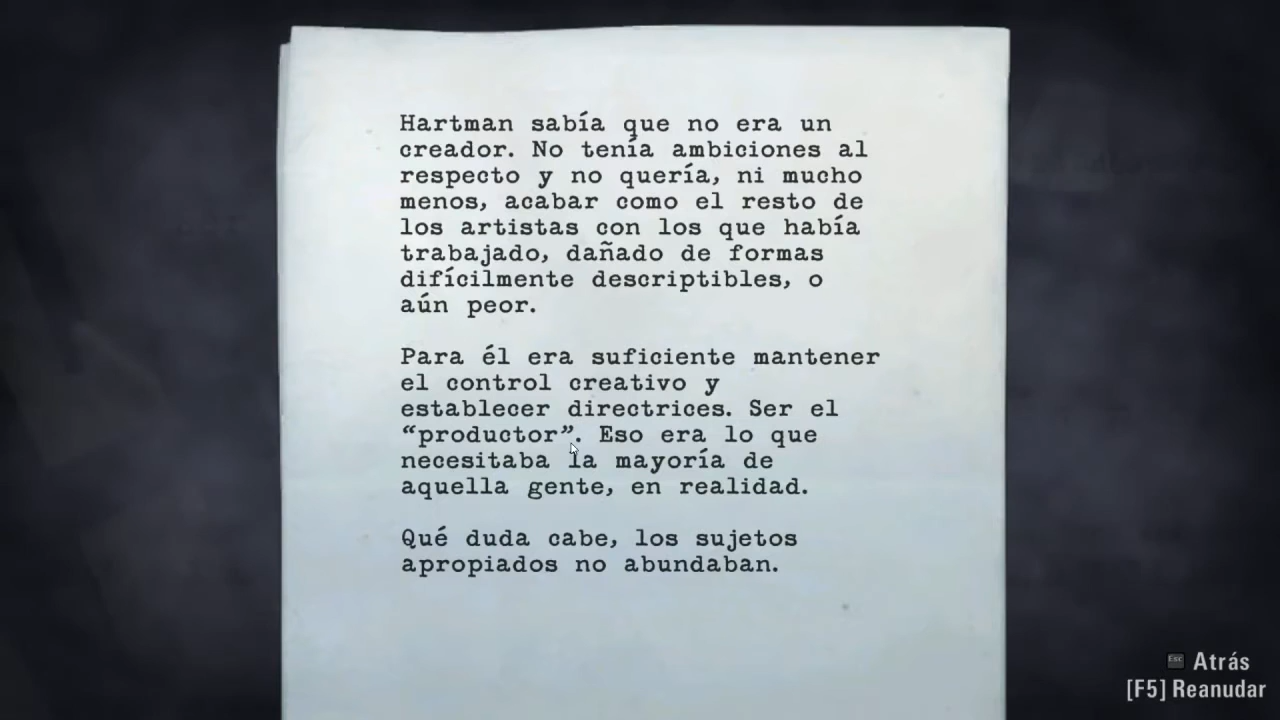 Hartman sabía que no era un
creador. No tenía ambiciones al
respecto y no quería, ni mucho
menos, acabar como el resto de
los artistas con los que había
trabajado, dañado de formas
difícilmente descriptibles, o
aún peor.
Para él era suficiente mantener
el control creativo y
establecer directrices. Ser el
“productor”. Eso era lo que
necesitaba la mayoría de
aquella gente, en realidad.
Qué duda cabe, los sujetos
apropiados no abundaban.
Esc Atrás
[F5] Reanudar